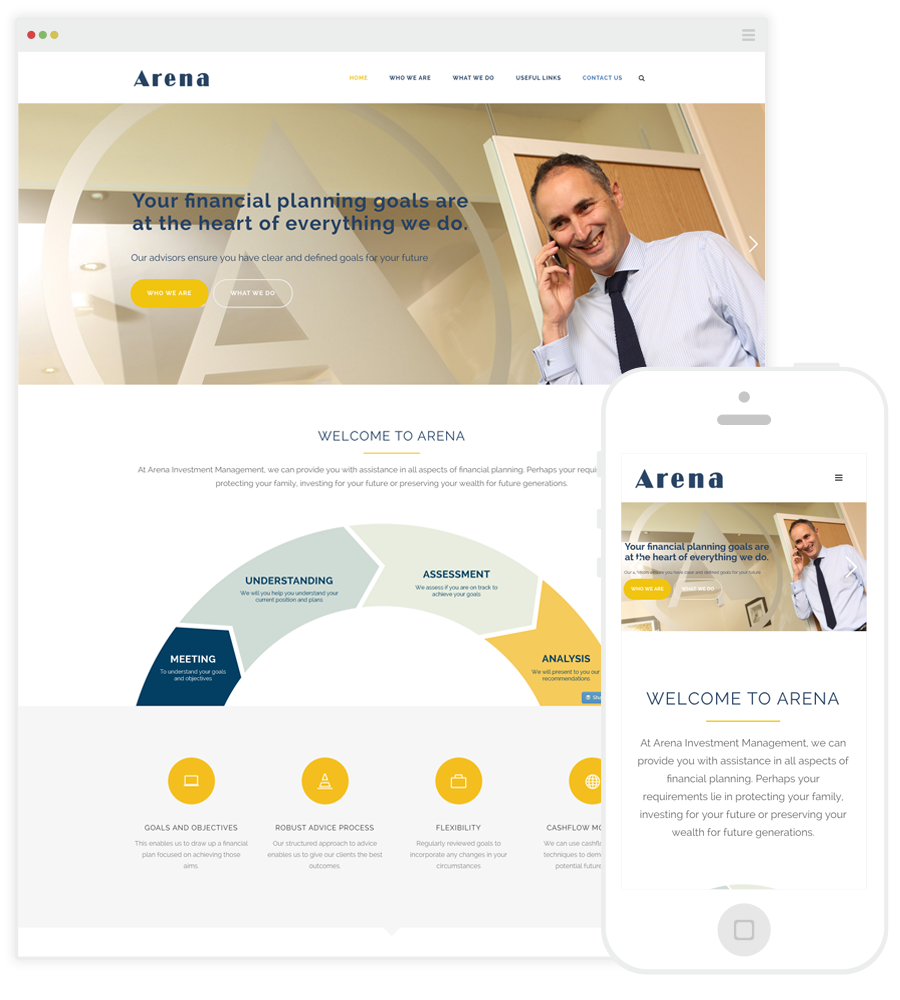 Arena
HOME WHO WE ARE WHAT WE DO USEFUL LINKS CONTACT US
Your financial planning goals are
at the heart of everything we do.
Our advisors ensure you have clear and defined goals for your future
WHO WE ARE WHAT WE DO
WELCOME TO ARENA
At Arena Investment Management, we can provide you with assistance in all aspects of financial planning. Perhaps your
protecting your family, investing for your future or preserving your wealth for future generations.
UNDERSTANDING
We will help you understand your
current position and plans
ASSESSMENT
We assess if you are on track to
achieve your goals
MEETING
To understand your goals
and objectives
ANALYSIS
We will present to you our
recommendations
GOALS AND OBJECTIVES
This enables us to draw up a financial
plan focused on achieving those
aims.
ROBUST ADVICE PROCESS
Our structured approach to advice
enables us to give our clients the best
outcomes.
FLEXIBILITY
Regularly reviewed goals to
incorporate any changes in your
circumstances
CASHFLOW
We can use
techniques to
potential future
Arena
Your financial planning goals are
at the heart of everything we do.
ensure you have clear and defined goals for your future
WHO WE ARE WHAT WE DO
WELCOME TO ARENA
At Arena Investment Management, we can
provide you with assistance in all aspects of
financial planning. Perhaps your
requirements lie in protecting your family,
investing for your future or preserving your
wealth for future generations.